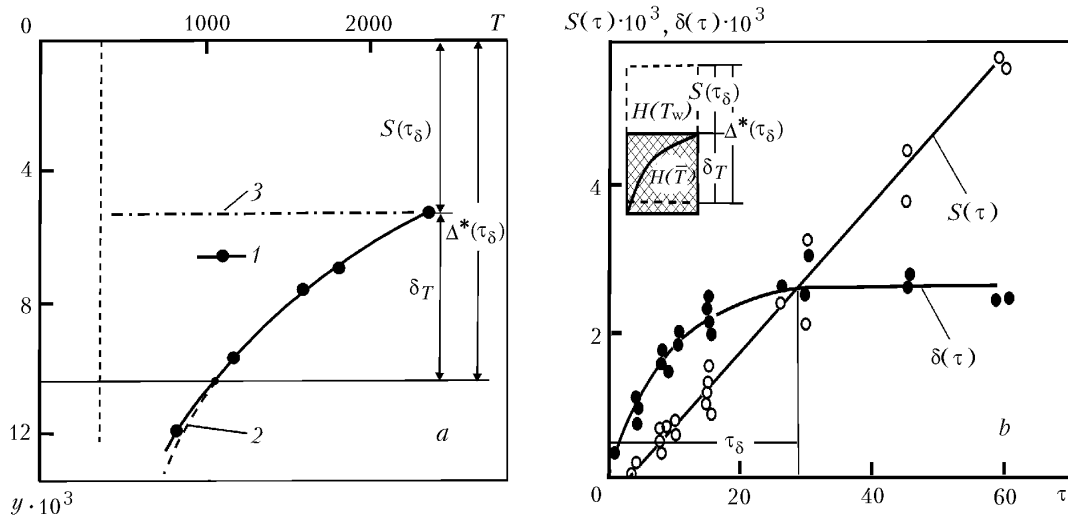 0 1000 2000 T
S(τδ)
4
3
Δ*(τδ)
1
δT
8
2
12
a
y · 10³
S(τ)·10³, δ(τ)·10³
H(Tw)
S(τδ)
Δ*(τδ)
H(T̅)
δT
4
S(τ)
2
δ(τ)
τδ
b
0 20 40 60 τ